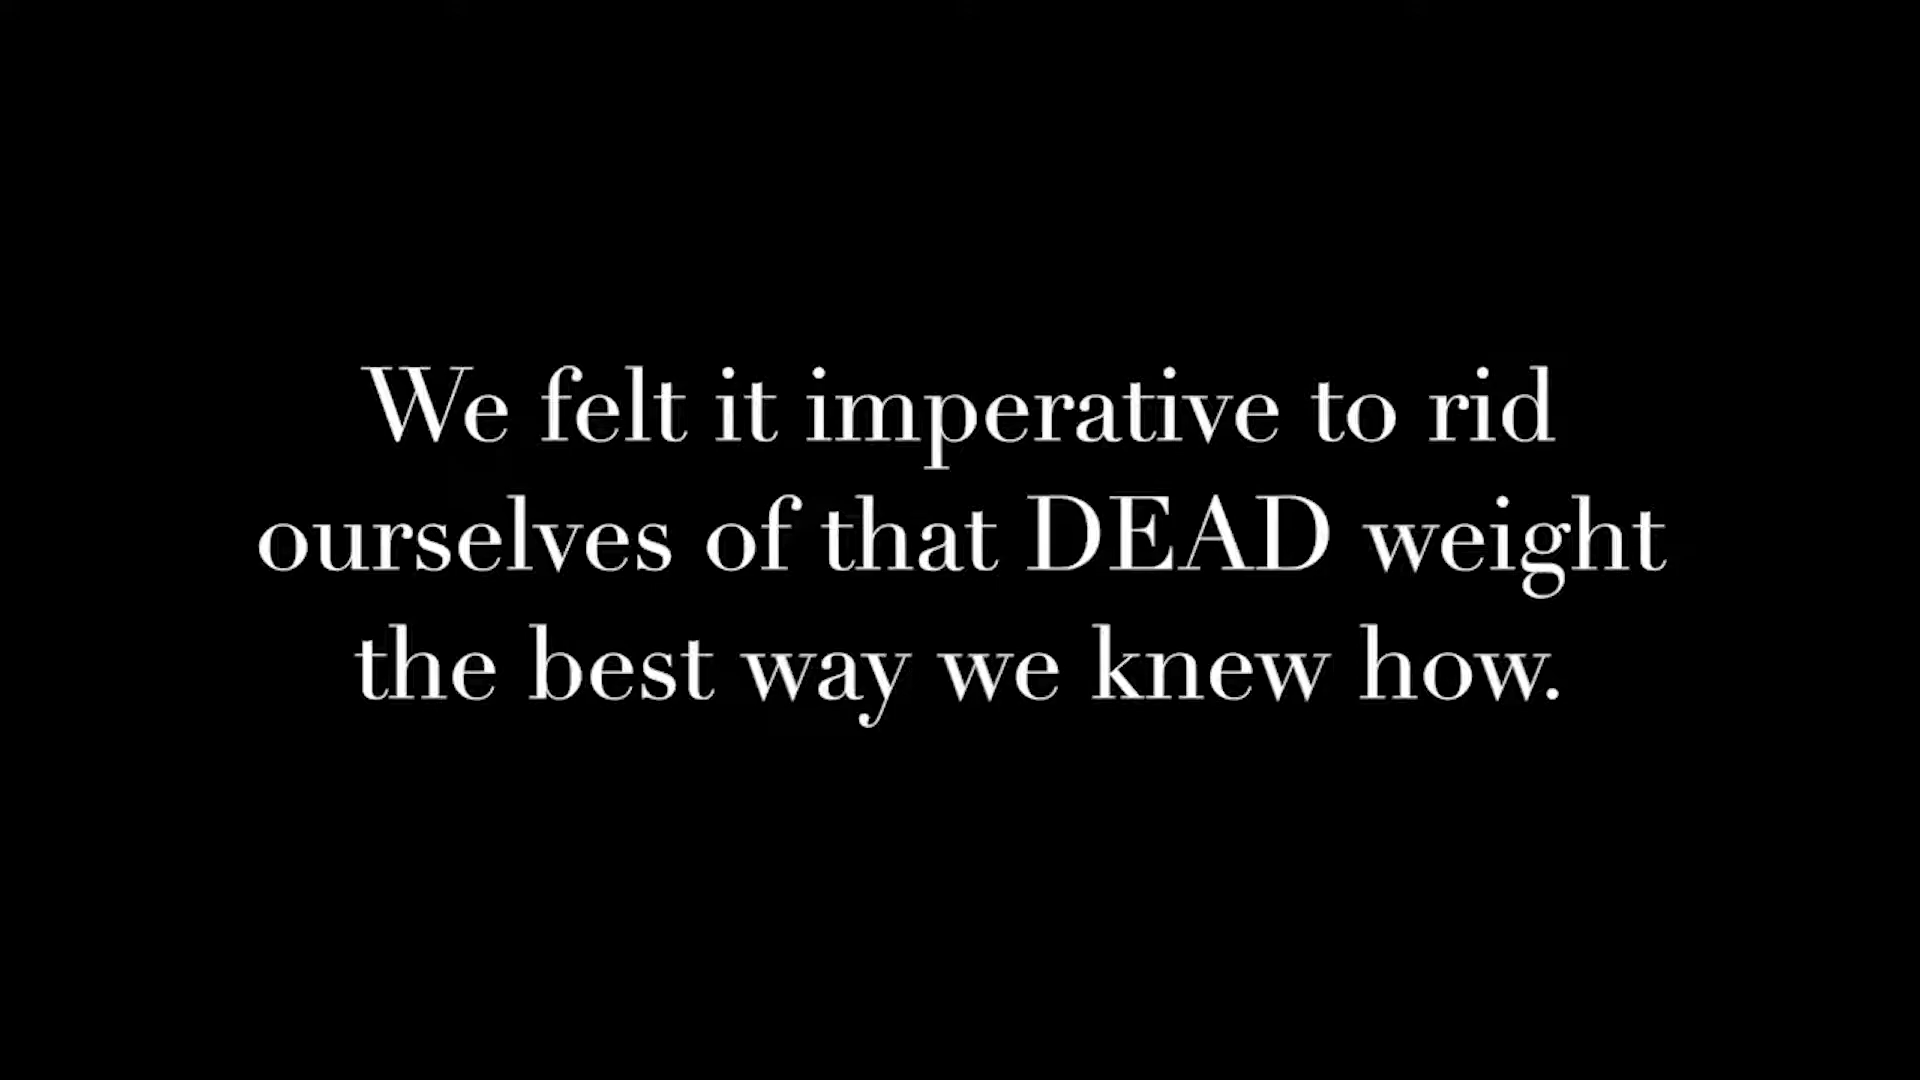 We felt it imperative to rid
ourselves of that DEAD weight
the best way we knew how.